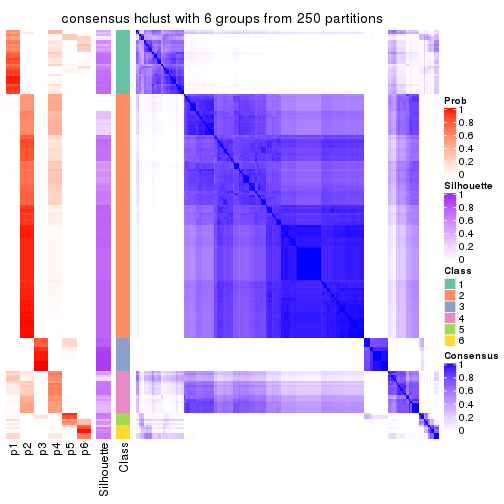 consensus hclust with 6 groups from 250 partitions
Prob
1
0.8
0.6
0.4
0.2
0
Silhouette
1
0.8
0.6
0.4
0.2
0
Class
1
2
3
4
5
6
Consensus
1
0.8
0.6
0.4
0.2
0
p1
p2
p3
p4
p5
p6
Silhouette
Class